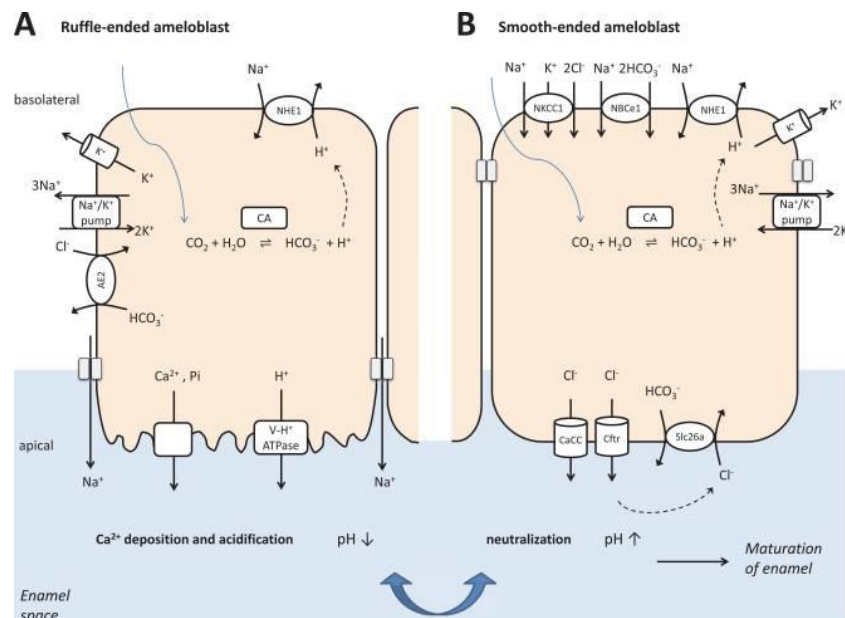 A Ruffle-ended ameloblast
B Smooth-ended ameloblast
basolateral
Na⁺
NHE1
H⁺
K⁺
K⁺
3Na⁺
Na⁺/K⁺
pump
2K⁺
Cl⁻
AE2
HCO₃⁻
CA
CO₂ + H₂O ⇌ HCO₃⁻ + H⁺
Ca²⁺ , Pi
H⁺
V-H⁺
ATPase
apical
Na⁺
Na⁺
Ca²⁺ deposition and acidification pH ↓
Enamel
space
Na⁺ K⁺ 2Cl⁻ Na⁺ 2HCO₃⁻ Na⁺
NKCC1
NBCe1
NHE1
H⁺
K⁺
K⁺
3Na⁺
Na⁺/K⁺
pump
2K
CA
CO₂ + H₂O ⇌ HCO₃⁻ + H⁺
Cl⁻ Cl⁻ HCO₃⁻
CaCC
Cftr
Slc26a
Cl⁻
neutralization pH ↑
Maturation
of enamel